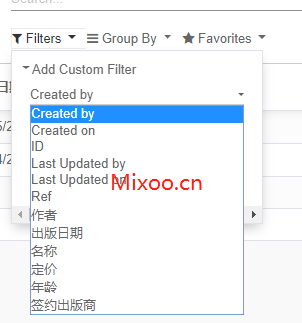 Search...
Filters Group By Favorites
Add Custom Filter
Created by
Created by
Created on
ID
Last Updated by
Last Updated on
Ref
作者
出版日期
名称
定价
年龄
签约出版商
Mixoo.cn